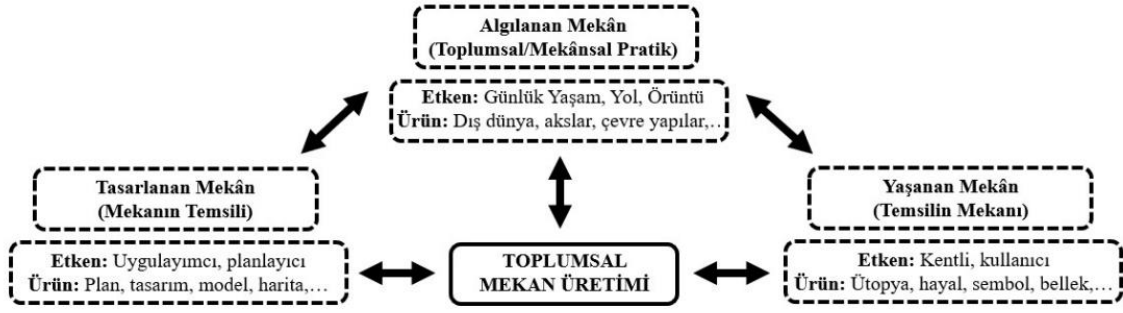 Algılanan Mekân
(Toplumsal/Mekânsal Pratik)
Etken: Günlük Yaşam, Yol, Örüntü
Ürün: Dış dünya, akslar, çevre yapılar,…
Tasarlanan Mekân
(Mekanın Temsili)
Etken: Uygulayımcı, planlayıcı
Ürün: Plan, tasarım, model, harita,…
TOPLUMSAL
MEKAN ÜRETİMİ
Yaşanan Mekân
(Temsilin Mekanı)
Etken: Kentli, kullanıcı
Ürün: Ütopya, hayal, sembol, bellek,…